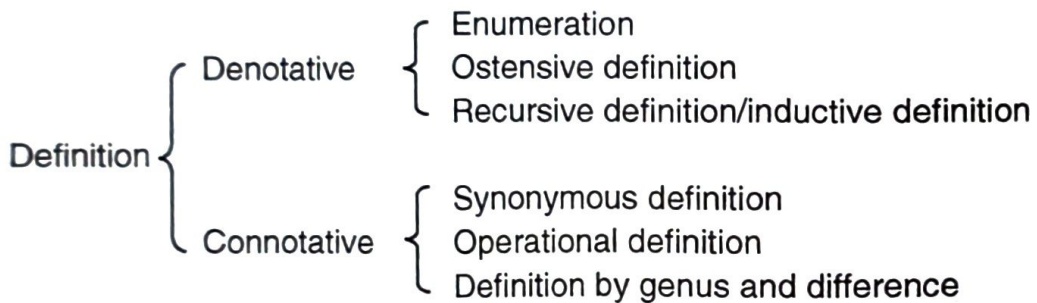 Enumeration
Denotative
Ostensive definition
Recursive definition/inductive definition
Definition
Synonymous definition
Connotative
Operational definition
Definition by genus and difference